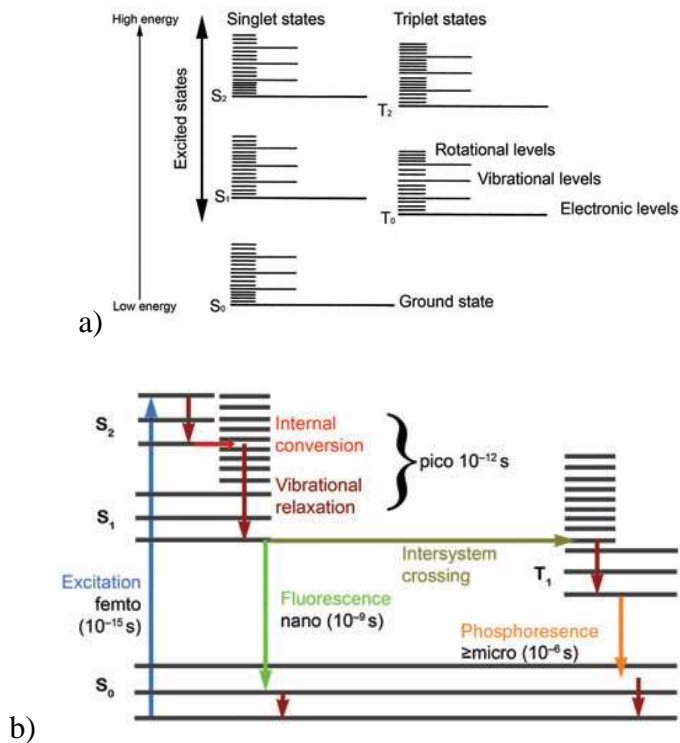 High energy
Singlet states
Triplet states
Excited states
S2
T2
Rotational levels
Vibrational levels
S1
T0
Electronic levels
S0
Ground state
Low energy
a)
S2
Internal
conversion
Vibrational
relaxation
pico 10⁻¹² s
S1
Intersystem
crossing
T1
Excitation
femto
(10⁻¹⁵ s)
Fluorescence
nano (10⁻⁹ s)
Phosphoresence
≥micro (10⁻⁶ s)
S0
b)